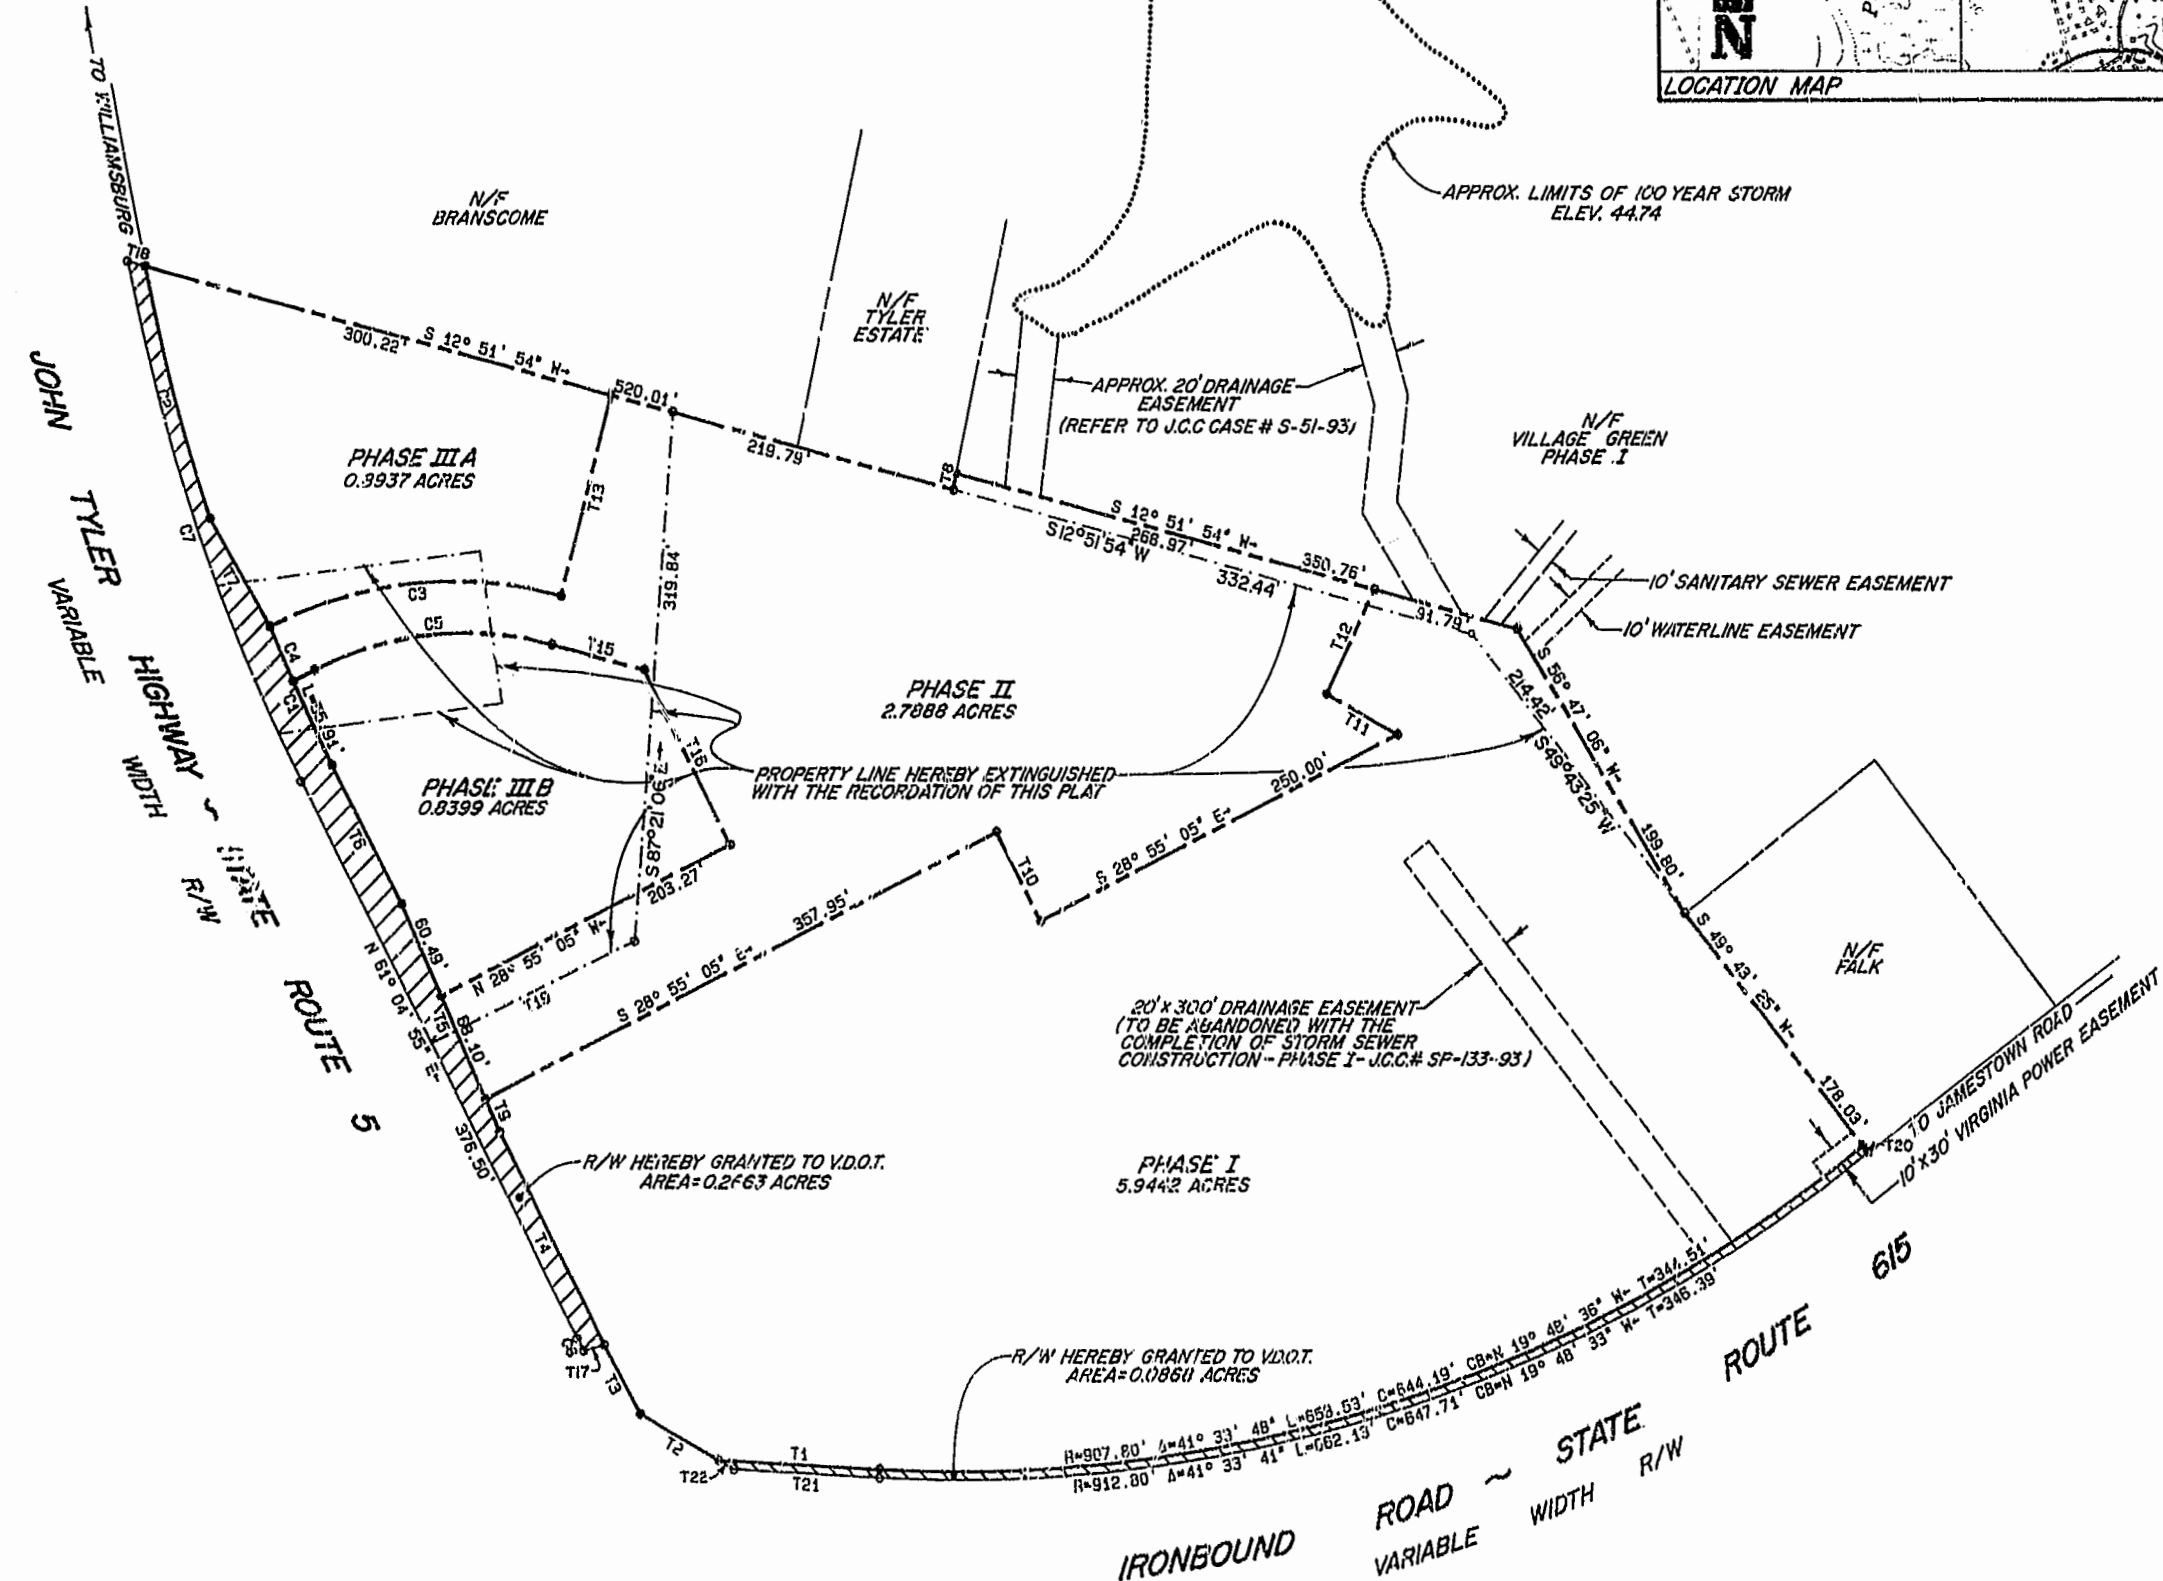 N
LOCATION MAP
TO WILLIAMSBURG
T18
N/F
BRANSCOME
N/F
TYLER
ESTATE
APPROX. LIMITS OF 100 YEAR STORM
ELEV. 44.74
300.22'
S 12° 51' 54" W
520.01'
219.79'
T8
APPROX. 20' DRAINAGE
EASEMENT
(REFER TO J.C.C CASE # S-51-93)
N/F
VILLAGE GREEN
PHASE I
JOHN TYLER HIGHWAY ~ STATE ROUTE 5
VARIABLE WIDTH R/W
C2
C7
T7
PHASE III A
0.9937 ACRES
T13
319.84'
S 12° 51' 54" W
266.97'
S12°51'54"W
332.44'
350.76'
91.79'
10' SANITARY SEWER EASEMENT
10' WATERLINE EASEMENT
C3
C5
C4
C1
T15
T12
T11
PHASE II
2.7888 ACRES
S 56° 47' 06" W
199.80'
214.42'
S49°43'25"W
L=55.91'
PHASE III B
0.8399 ACRES
T16
S87°21'06"E
PROPERTY LINE HEREBY EXTINGUISHED
WITH THE RECORDATION OF THIS PLAT
250.00'
S 28° 55' 05" E
T6
60.49'
N 28° 55' 05" W
203.27'
T19
T10
357.95'
S 28° 55' 05" E
N 61° 04' 55" E
376.50'
T5
68.10'
T9
N/F
FALK
S 49° 43' 25" W
178.03'
20' X 300' DRAINAGE EASEMENT
(TO BE ABANDONED WITH THE
COMPLETION OF STORM SEWER
CONSTRUCTION - PHASE I - J.C.C.# SP-133-93)
TO JAMESTOWN ROAD
T20
10'X30' VIRGINIA POWER EASEMENT
R/W HEREBY GRANTED TO V.D.O.T.
AREA=0.2663 ACRES
PHASE I
5.9442 ACRES
T4
T17
T3
T2
T22
T1
T21
R/W HEREBY GRANTED TO V.D.O.T.
AREA=0.0860 ACRES
R=907.80' Δ=41° 33' 48" L=658.53' C=644.19' CB=N 19° 48' 36" W T=344.51'
R=912.80' Δ=41° 33' 41" L=662.13' C=647.71' CB=N 19° 48' 33" W T=346.39'
IRONBOUND ROAD ~ STATE ROUTE 615
VARIABLE WIDTH R/W